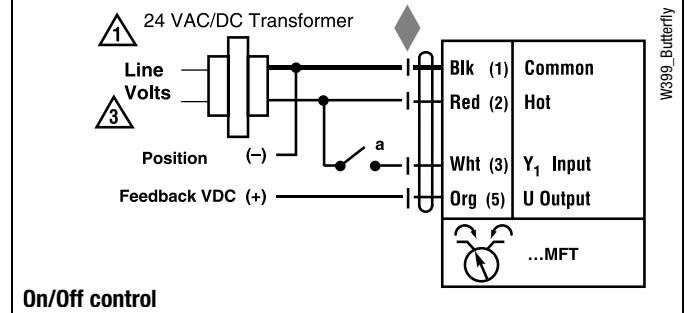 1 24 VAC/DC Transformer
Line
Volts
3
Position (–)
Feedback VDC (+)
a
Blk (1) Common
Red (2) Hot
Wht (3) Y₁ Input
Org (5) U Output
...MFT
On/Off control
W399_Butterfly